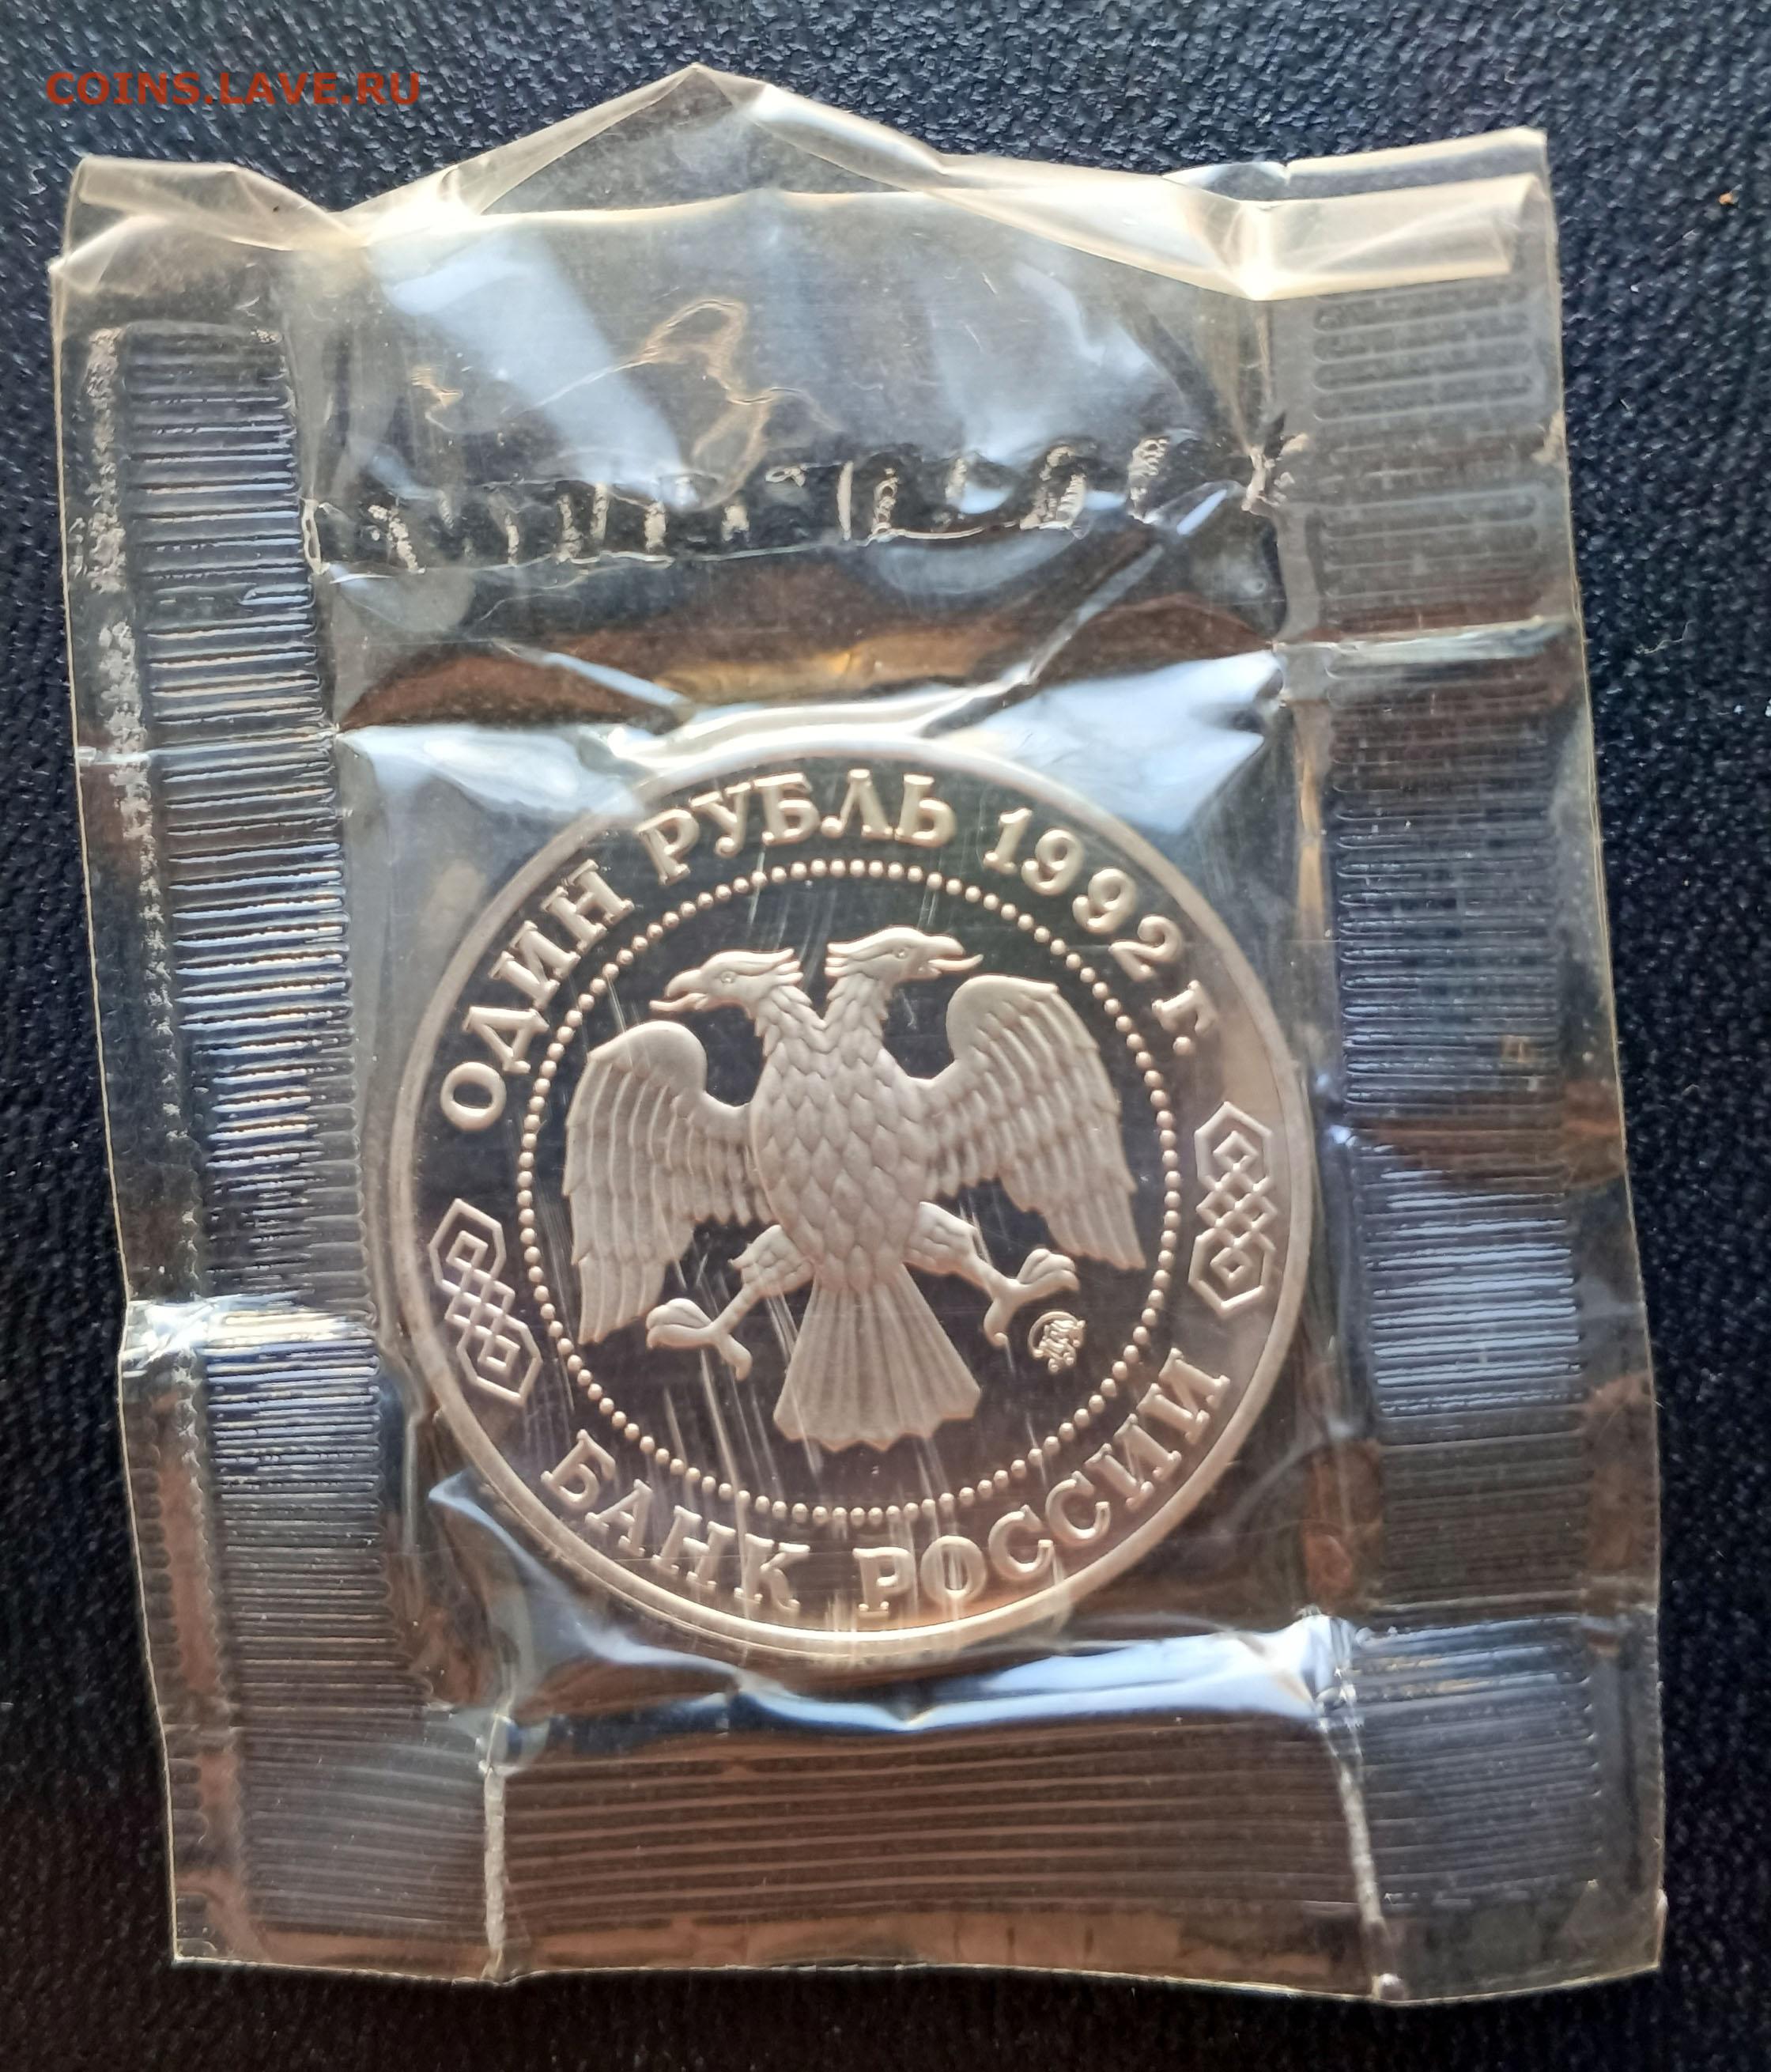 COINS.LAVE.RU
ОДИН РУБЛЬ 1992 г.
БАНК РОССИИ